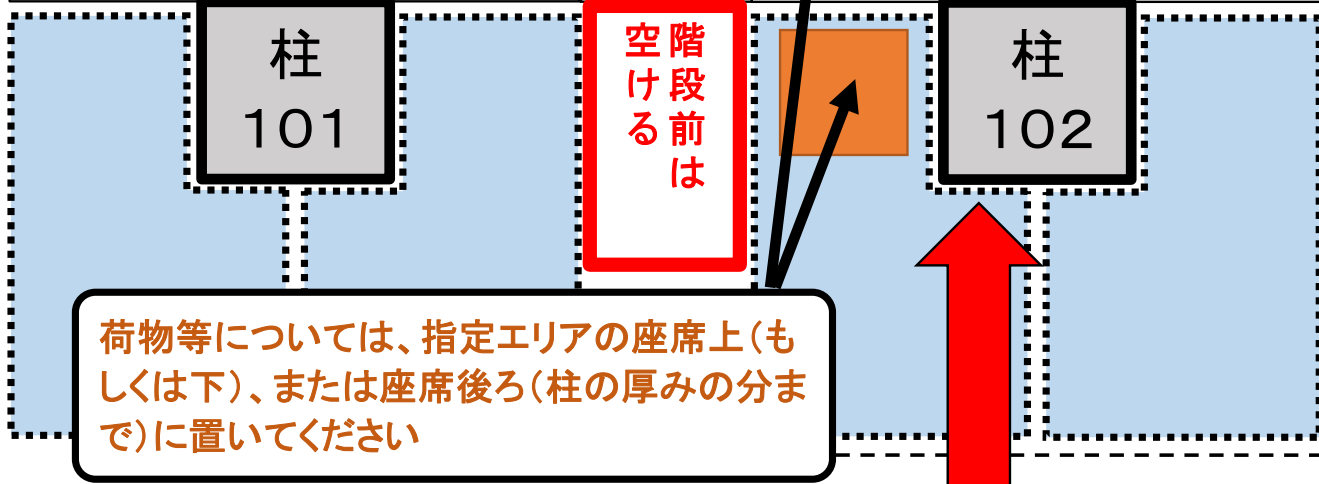 柱
101
階段前は
空ける
柱
102
荷物等については、指定エリアの座席上(も
しくは下)、または座席後ろ(柱の厚みの分ま
で)に置いてください